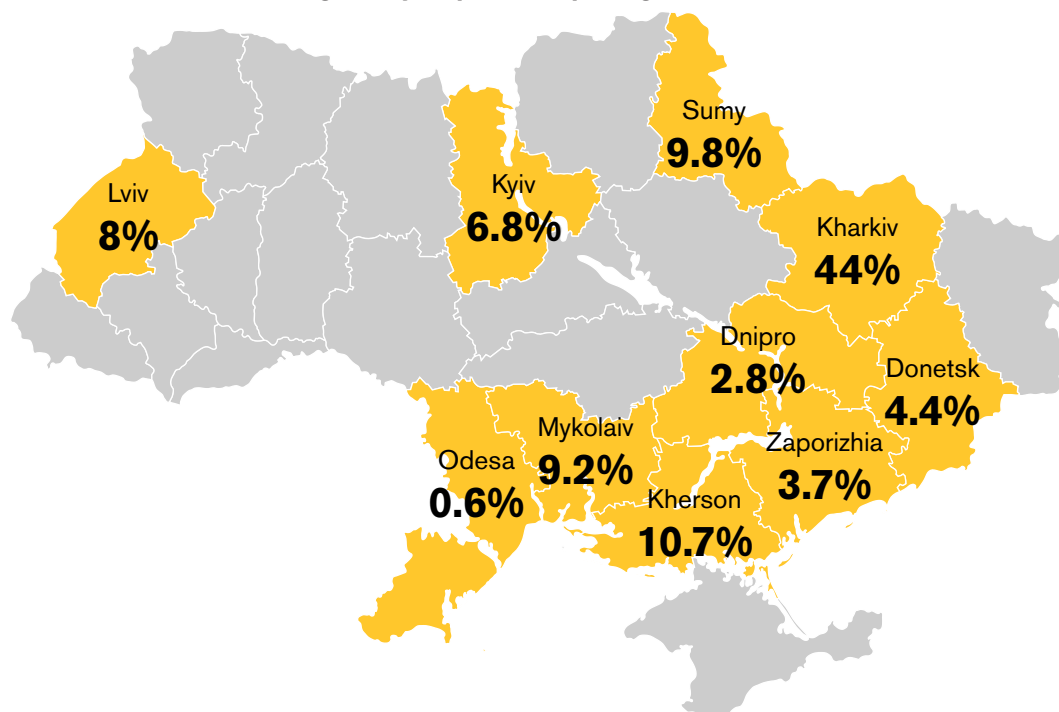 Sumy
9.8%
Lviv
8%
Kyiv
6.8%
Kharkiv
44%
Dnipro
2.8%
Donetsk
4.4%
Mykolaiv
9.2%
Zaporizhia
3.7%
Odesa
0.6%
Kherson
10.7%